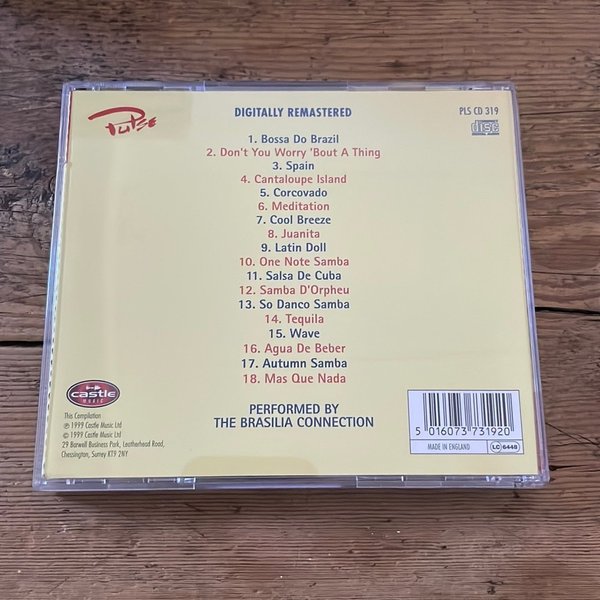 Pulse
DIGITALLY REMASTERED
PLS CD 319
COMPACT
disc
DIGITAL AUDIO
1. Bossa Do Brazil
2. Don't You Worry 'Bout A Thing
3. Spain
4. Cantaloupe Island
5. Corcovado
6. Meditation
7. Cool Breeze
8. Juanita
9. Latin Doll
10. One Note Samba
11. Salsa De Cuba
12. Samba D'Orpheu
13. So Danco Samba
14. Tequila
15. Wave
16. Agua De Beber
17. Autumn Samba
18. Mas Que Nada
PERFORMED BY
THE BRASILIA CONNECTION
castle
MUSIC
This Compilation
℗ 1999 Castle Music Ltd
© 1999 Castle Music Ltd
29 Barwell Business Park, Leatherhead Road,
Chessington, Surrey KT9 2NY
5 016073 731920
MADE IN ENGLAND
LC 6448